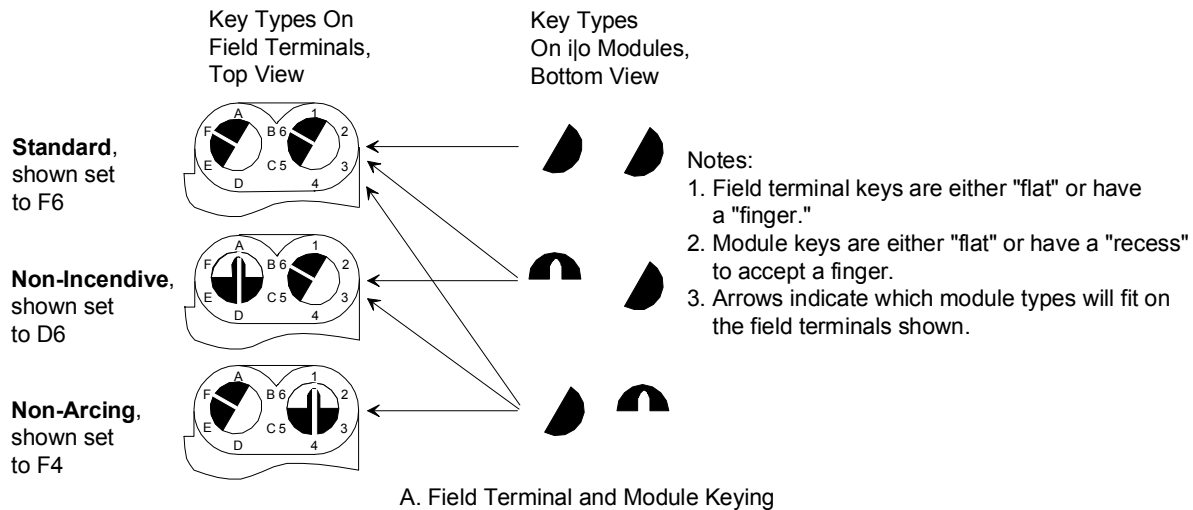 Key Types On
Field Terminals,
Top View
Key Types
On i|o Modules,
Bottom View
Standard,
shown set
to F6
A
F
B 6
1
2
E
C 5
3
D
4
Non-Incendive,
shown set
to D6
A
F
B 6
1
2
E
C 5
3
D
4
Non-Arcing,
shown set
to F4
A
F
B 6
1
2
E
C 5
3
D
4
Notes:
1. Field terminal keys are either "flat" or have
a "finger."
2. Module keys are either "flat" or have a "recess"
to accept a finger.
3. Arrows indicate which module types will fit on
the field terminals shown.
A. Field Terminal and Module Keying